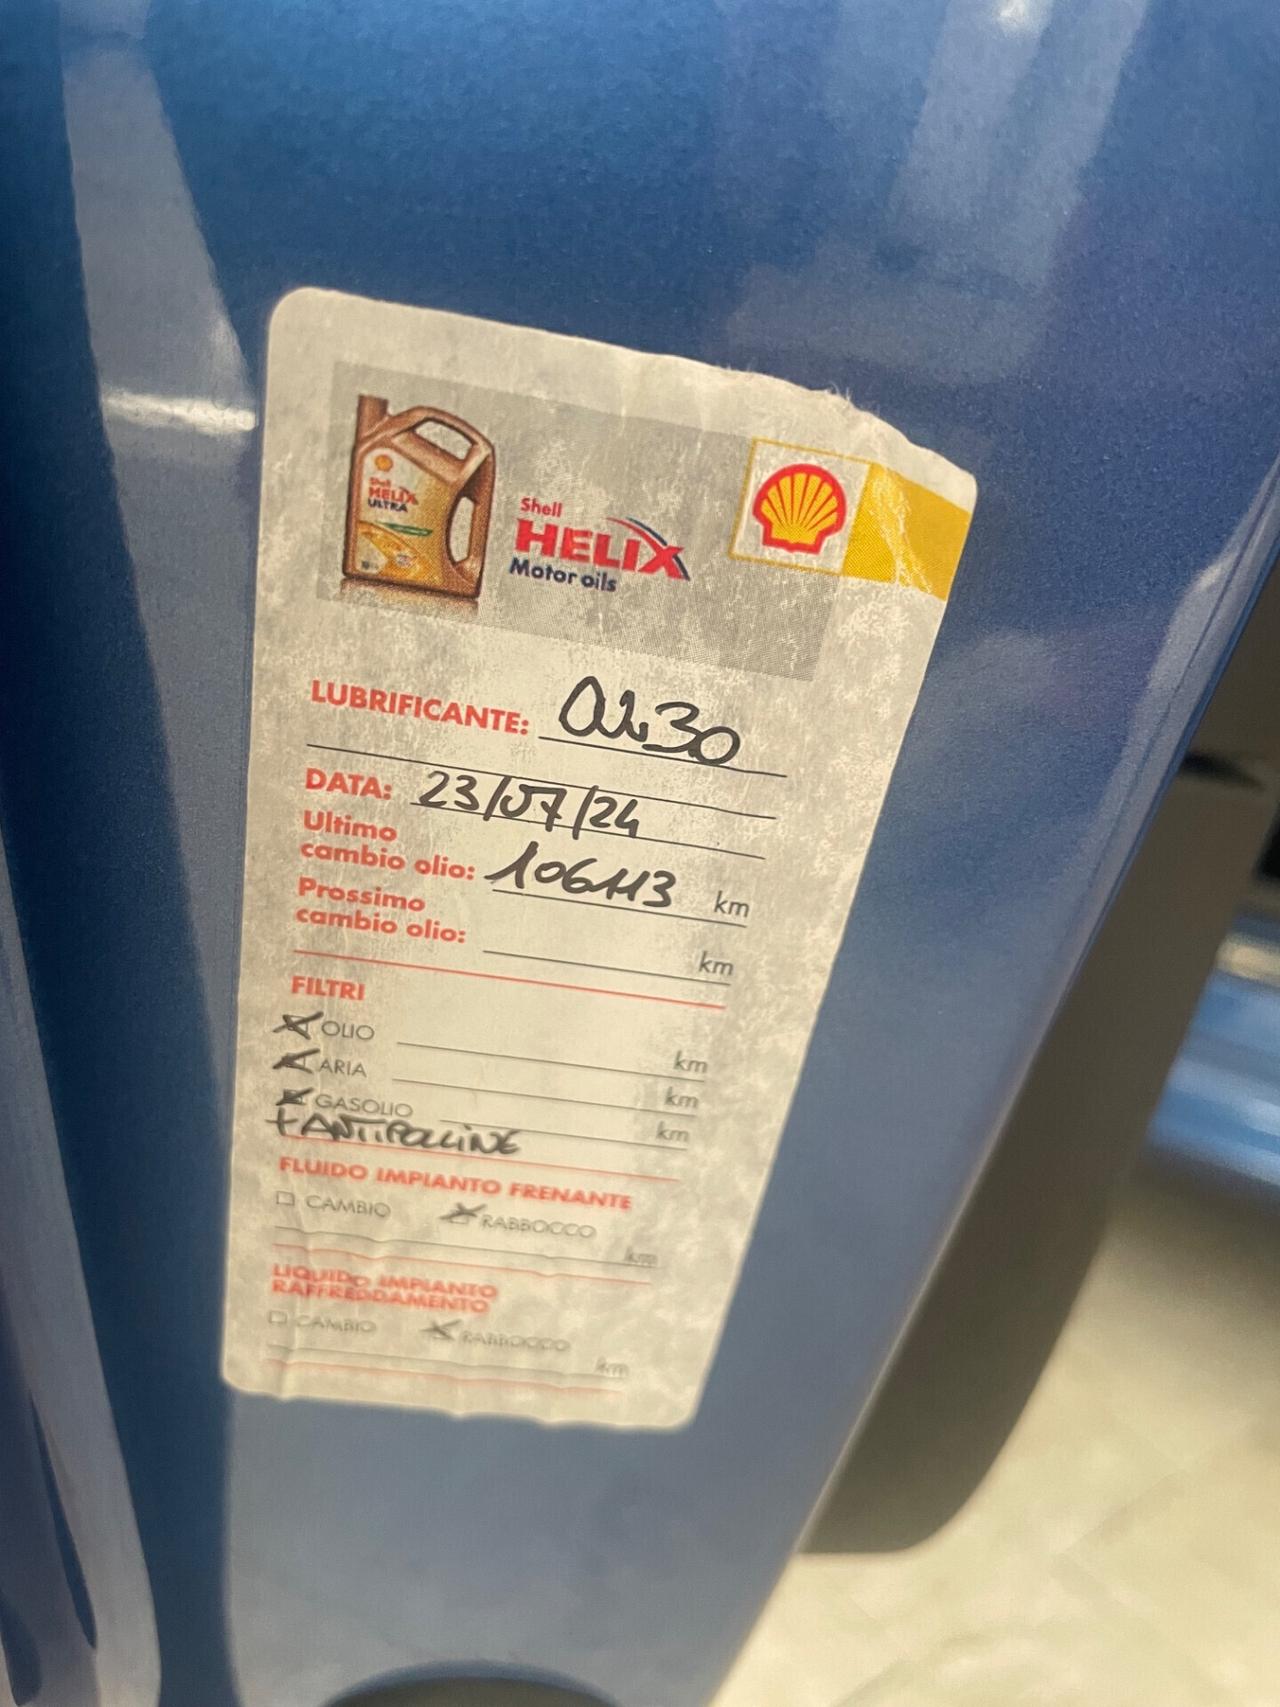 Shell
HELIX
ULTRA
Shell
HELIX
Motor oils
LUBRIFICANTE: 0W30
DATA: 23/07/24
Ultimo
cambio olio: 106113 km
Prossimo
cambio olio: km
FILTRI
OLIO km
ARIA km
GASOLIO km
+ ANTIPOLLINE
FLUIDO IMPIANTO FRENANTE
CAMBIO RABBOCCO
km
LIQUIDO IMPIANTO
RAFFREDDAMENTO
CAMBIO RABBOCCO
km